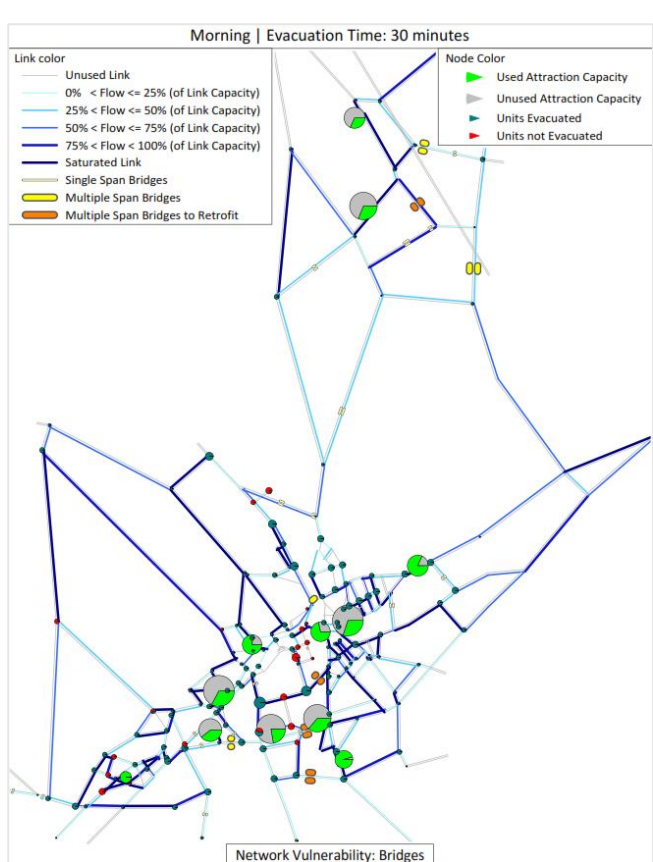 Morning | Evacuation Time: 30 minutes
Link color
Unused Link
0% < Flow <= 25% (of Link Capacity)
25% < Flow <= 50% (of Link Capacity)
50% < Flow <= 75% (of Link Capacity)
75% < Flow < 100% (of Link Capacity)
Saturated Link
Single Span Bridges
Multiple Span Bridges
Multiple Span Bridges to Retrofit
Node Color
Used Attraction Capacity
Unused Attraction Capacity
Units Evacuated
Units not Evacuated
Network Vulnerability: Bridges